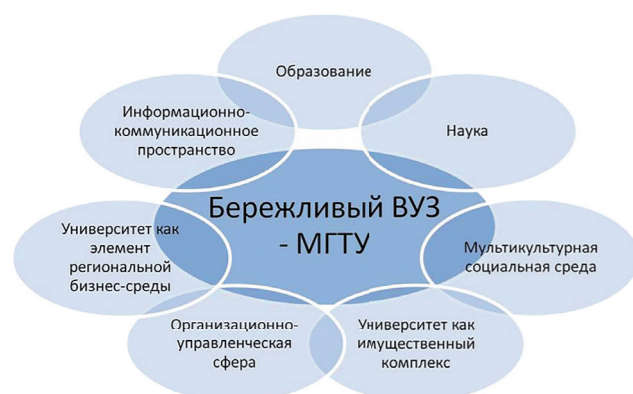 Образование
Наука
Мультикультурная
социальная среда
Университет как
имущественный
комплекс
Организационно-
управленческая
сфера
Университет как
элемент
региональной
бизнес-среды
Информационно-
коммуникационное
пространство
Бережливый ВУЗ
- МГТУ